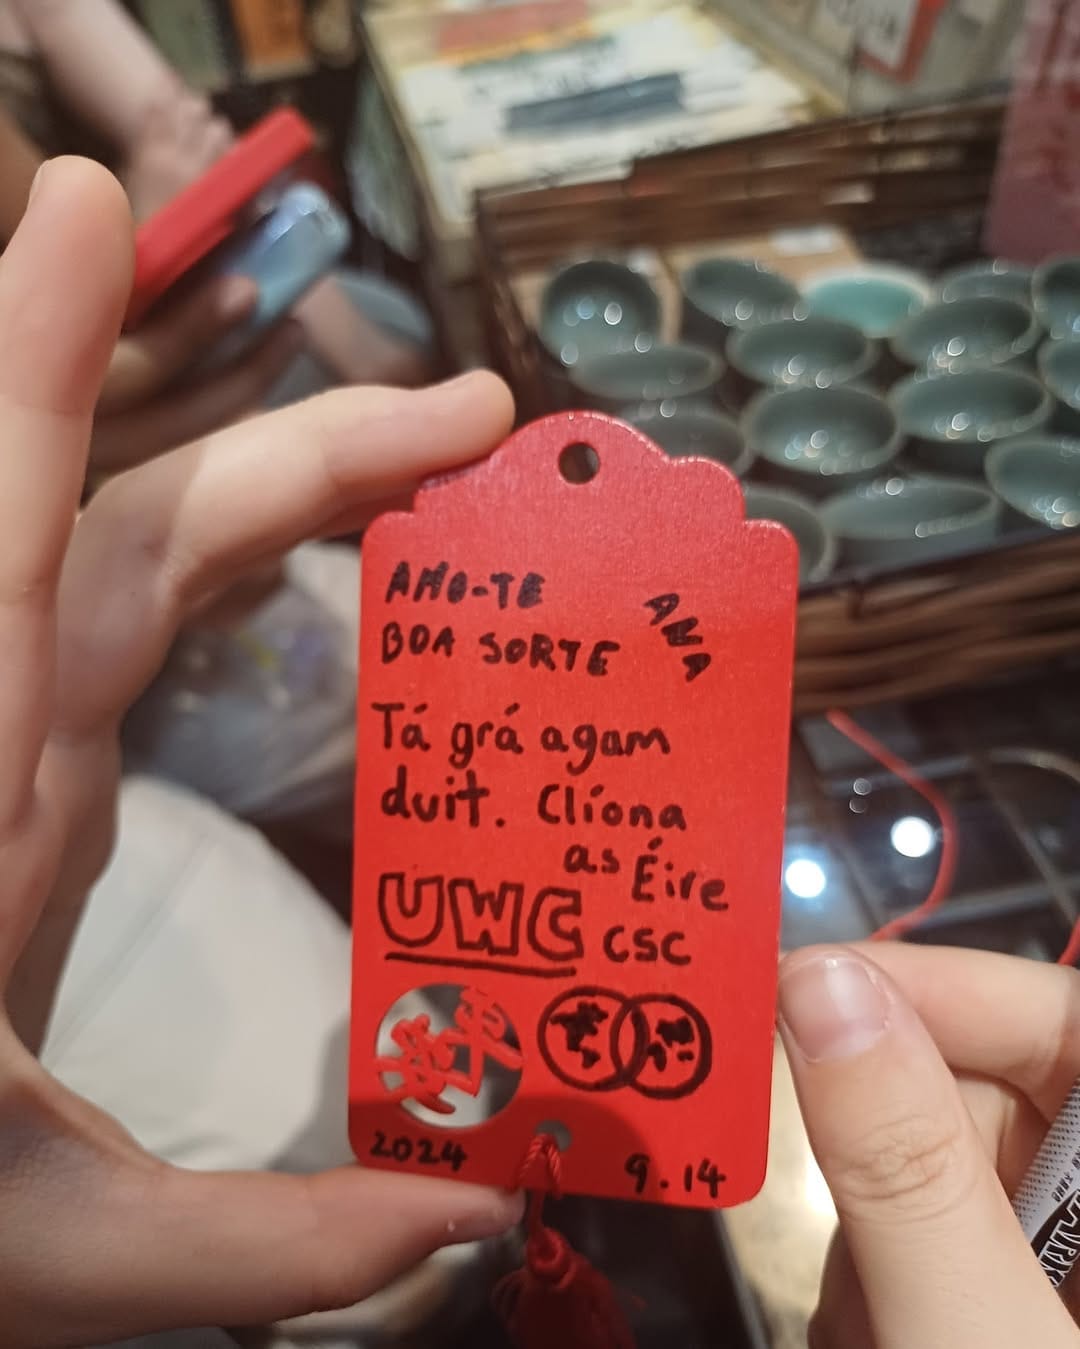 AMO-TE
BOA SORTE
ANA
Tá grá agam
duit. Clíona
as Éire
UWC CSC
2024
9.14